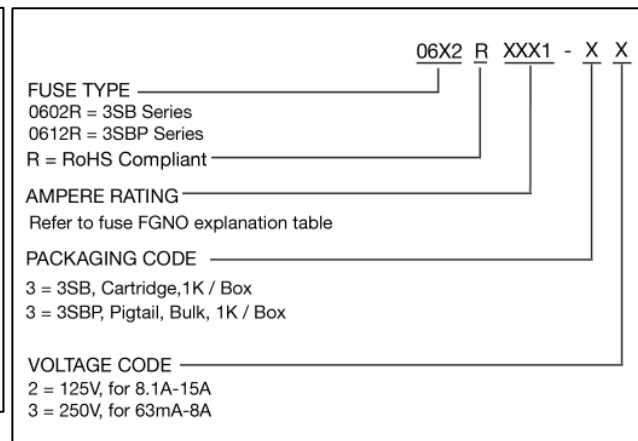 06X2 R XXX1 - X X
FUSE TYPE
0602R = 3SB Series
0612R = 3SBP Series
R = RoHS Compliant
AMPERE RATING
Refer to fuse FGNO explanation table
PACKAGING CODE
3 = 3SB, Cartridge,1K / Box
3 = 3SBP, Pigtail, Bulk, 1K / Box
VOLTAGE CODE
2 = 125V, for 8.1A-15A
3 = 250V, for 63mA-8A